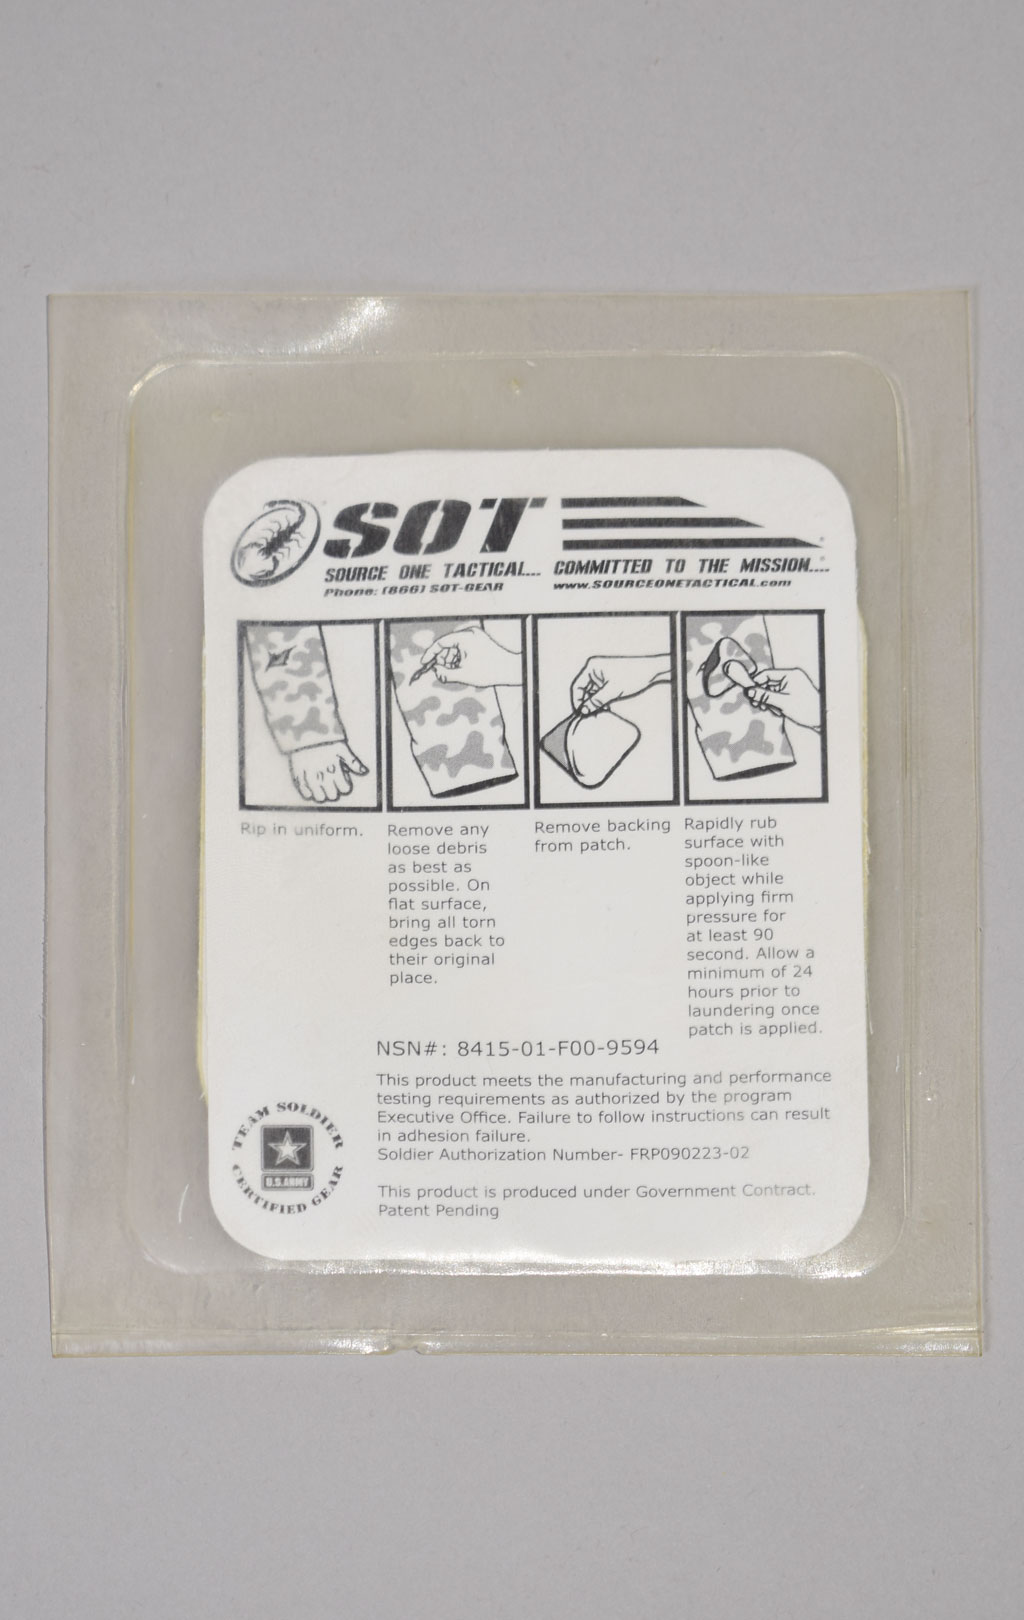 SOT
SOURCE ONE TACTICAL... COMMITTED TO THE MISSION....
Phone: (866) SOT-GEAR www.SOURCEONETACTICAL.com
Rip in uniform.
Remove any
loose debris
as best as
possible. On
flat surface,
bring all torn
edges back to
their original
place.
Remove backing
from patch.
Rapidly rub
surface with
spoon-like
object while
applying firm
pressure for
at least 90
second. Allow a
minimum of 24
hours prior to
laundering once
patch is applied.
NSN#: 8415-01-F00-9594
This product meets the manufacturing and performance
testing requirements as authorized by the program
Executive Office. Failure to follow instructions can result
in adhesion failure.
Soldier Authorization Number- FRP090223-02
This product is produced under Government Contract.
Patent Pending
TEAM SOLDIER
U.S.ARMY
CERTIFIED GEAR